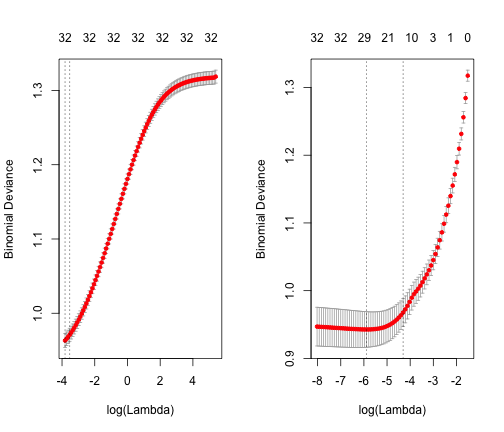 32 32 32 32 32 32 32
Binomial Deviance
1.3
1.2
1.1
1.0
-4 -2 0 2 4
log(Lambda)
32 32 29 21 10 3 1 0
Binomial Deviance
1.3
1.2
1.1
1.0
0.9
-8 -7 -6 -5 -4 -3 -2
log(Lambda)